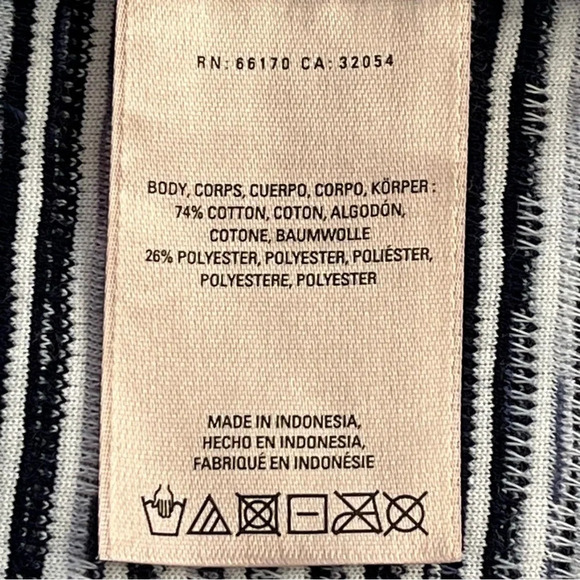 RN: 66170 CA: 32054
BODY, CORPS, CUERPO, CORPO, KÖRPER :
74% COTTON, COTON, ALGODÓN,
COTONE, BAUMWOLLE
26% POLYESTER, POLYESTER, POLIÉSTER,
POLYESTERE, POLYESTER
MADE IN INDONESIA,
HECHO EN INDONESIA,
FABRIQUÉ EN INDONÉSIE